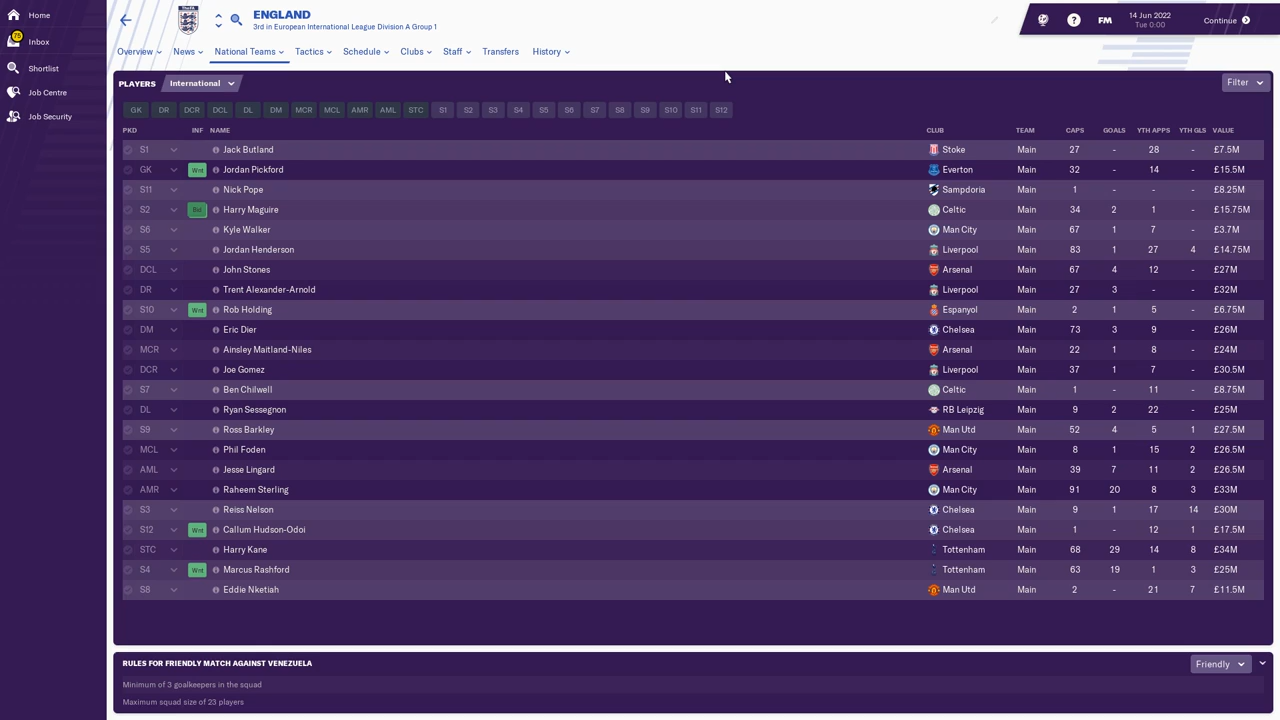 Home
Inbox
75
Shortlist
Job Centre
Job Security
ENGLAND
3rd in European International League Division A Group 1
FM
14 Jun 2022
Tue 0:00
Continue
Overview News National Teams Tactics Schedule Clubs Staff Transfers History
PLAYERS International Filter
GK DR DCR DCL DL DM MCR MCL AMR AML STC S1 S2 S3 S4 S5 S6 S7 S8 S9 S10 S11 S12
PKD INF NAME CLUB TEAM CAPS GOALS YTH APPS YTH GLS VALUE
S1 Jack Butland Stoke Main 27 - 28 - £7.5M
GK Wnt Jordan Pickford Everton Main 32 - 14 - £15.5M
S11 Nick Pope Sampdoria Main 1 - - - £8.25M
S2 Bid Harry Maguire Celtic Main 34 2 1 - £15.75M
S6 Kyle Walker Man City Main 67 1 7 - £3.7M
S5 Jordan Henderson Liverpool Main 83 1 27 4 £14.75M
DCL John Stones Arsenal Main 67 4 12 - £27M
DR Trent Alexander-Arnold Liverpool Main 27 3 - - £32M
S10 Wnt Rob Holding Espanyol Main 2 1 5 - £6.75M
DM Eric Dier Chelsea Main 73 3 9 - £26M
MCR Ainsley Maitland-Niles Arsenal Main 22 1 8 - £24M
DCR Joe Gomez Liverpool Main 37 1 7 - £30.5M
S7 Ben Chilwell Celtic Main 1 - 11 - £8.75M
DL Ryan Sessegnon RB Leipzig Main 9 2 22 - £25M
S9 Ross Barkley Man Utd Main 52 4 5 1 £27.5M
MCL Phil Foden Man City Main 8 1 15 2 £26.5M
AML Jesse Lingard Arsenal Main 39 7 11 2 £26.5M
AMR Raheem Sterling Man City Main 91 20 8 3 £33M
S3 Reiss Nelson Chelsea Main 9 1 17 14 £30M
S12 Wnt Callum Hudson-Odoi Chelsea Main 1 - 12 1 £17.5M
STC Harry Kane Tottenham Main 68 29 14 8 £34M
S4 Wnt Marcus Rashford Tottenham Main 63 19 1 3 £25M
S8 Eddie Nketiah Man Utd Main 2 - 21 7 £11.5M
RULES FOR FRIENDLY MATCH AGAINST VENEZUELA Friendly
Minimum of 3 goalkeepers in the squad
Maximum squad size of 23 players